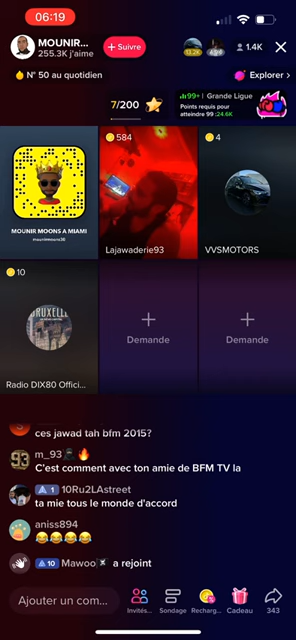 06:19
MOUNIR...
255.3K j'aime
+ Suivre
1.4K
N° 50 au quotidien
Explorer >
7/200
99+ | Grande Ligue
Points requis pour
atteindre 99 :24.6K
MOUNIR MOONS A MIAMI
mounirmoons36
584
Lajawaderie93
4
VVSMOTORS
10
BRUXELLE
Radio DIX80 Offici...
Demande
Demande
ces jawad tah bfm 2015?
m_93
C'est comment avec ton amie de BFM TV la
1 10Ru2LAstreet
ta mie tous le monde d'accord
aniss894
10 Mawoo a rejoint
Ajouter un com...
Invités...
Sondage
Recharg...
Cadeau
343